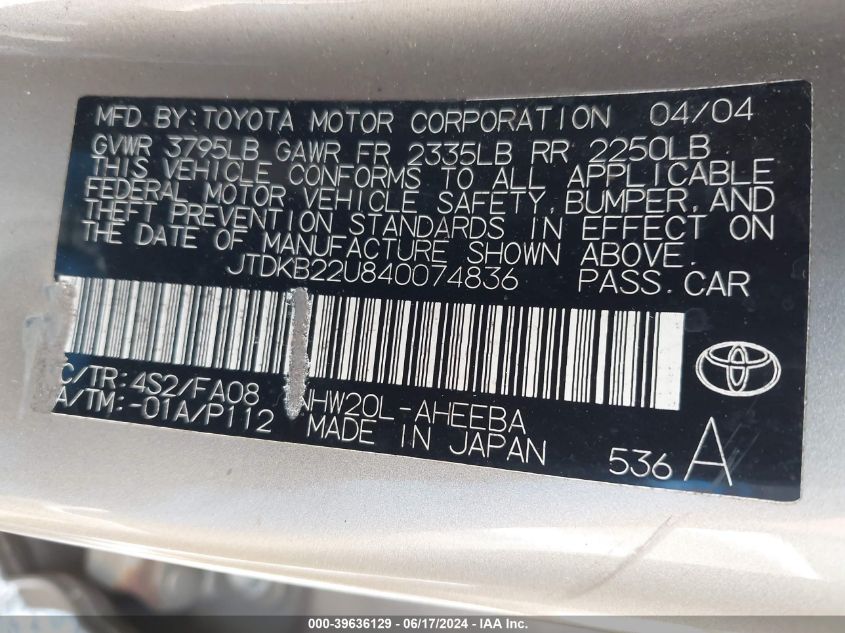 MFD. BY: TOYOTA MOTOR CORPORATION 04/04
GVWR 3795LB GAWR FR 2335LB RR 2250LB
THIS VEHICLE CONFORMS TO ALL APPLICABLE
FEDERAL MOTOR VEHICLE SAFETY, BUMPER, AND
THEFT PREVENTION STANDARDS IN EFFECT ON
THE DATE OF MANUFACTURE SHOWN ABOVE.
JTDKB22U840074836 PASS. CAR
C/TR: 4S2/FA08 NHW20L-AHEEBA
A/TM: -01A/P112 MADE IN JAPAN
536 A
000-39636129 - 06/17/2024 - IAA Inc.